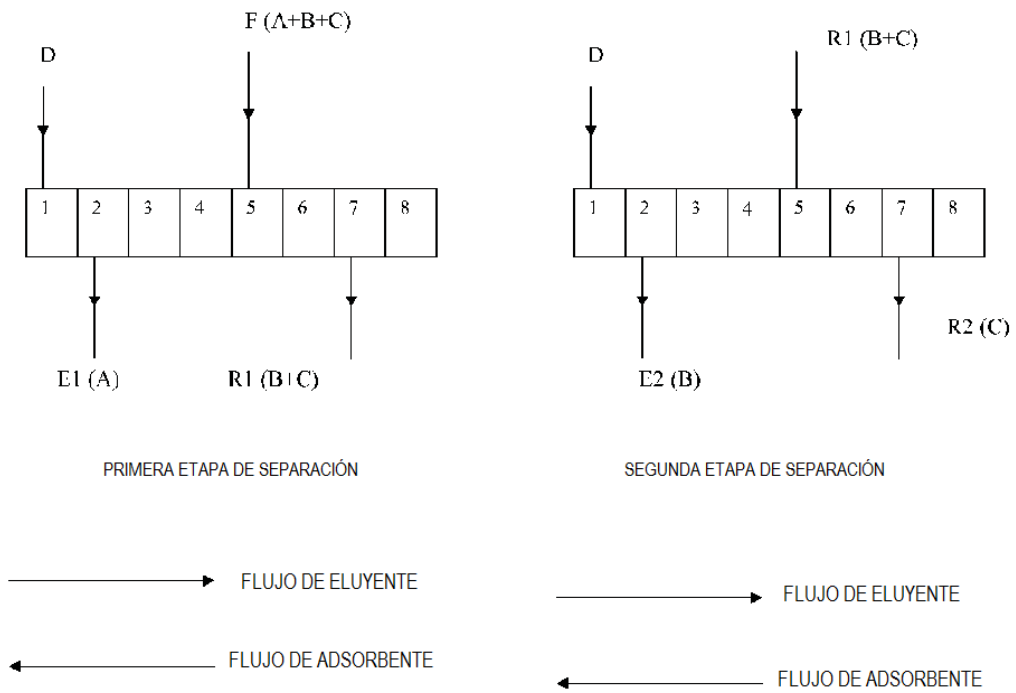 F (A+B+C)
D
1 2 3 4 5 6 7 8
E1 (A)
R1 (B+C)
PRIMERA ETAPA DE SEPARACIÓN
FLUJO DE ELUYENTE
FLUJO DE ADSORBENTE
R1 (B+C)
D
1 2 3 4 5 6 7 8
R2 (C)
E2 (B)
SEGUNDA ETAPA DE SEPARACIÓN
FLUJO DE ELUYENTE
FLUJO DE ADSORBENTE